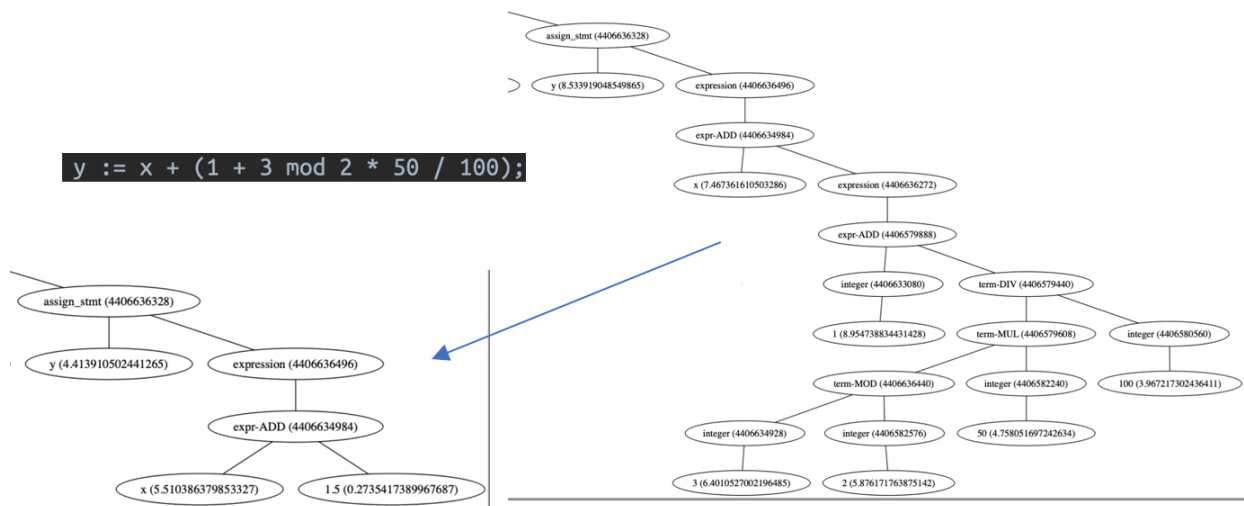 assign_stmt (4406636328)
y (8.533919048549865)
expression (4406636496)
expr-ADD (4406634984)
y := x + (1 + 3 mod 2 * 50 / 100);
x (7.467361610503286)
expression (4406636272)
expr-ADD (4406579888)
integer (4406633080)
term-DIV (4406579440)
1 (8.954738834431428)
term-MUL (4406579608)
integer (4406580560)
term-MOD (4406636440)
integer (4406582240)
100 (3.967217302436411)
integer (4406634928)
integer (4406582576)
50 (4.758051697242634)
3 (6.4010527002196485)
2 (5.876171763875142)
assign_stmt (4406636328)
y (4.413910502441265)
expression (4406636496)
expr-ADD (4406634984)
x (5.510386379853327)
1.5 (0.2735417389967687)